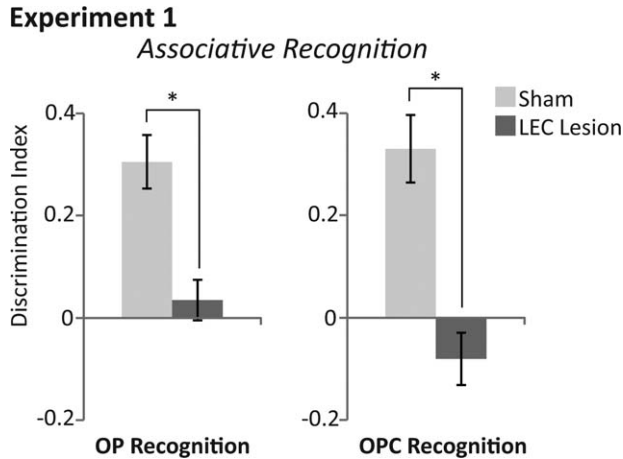 Experiment 1
Associative Recognition
Discrimination Index
0.4
0.2
0
-0.2
*
OP Recognition
0.4
0.2
0
-0.2
*
OPC Recognition
Sham
LEC Lesion